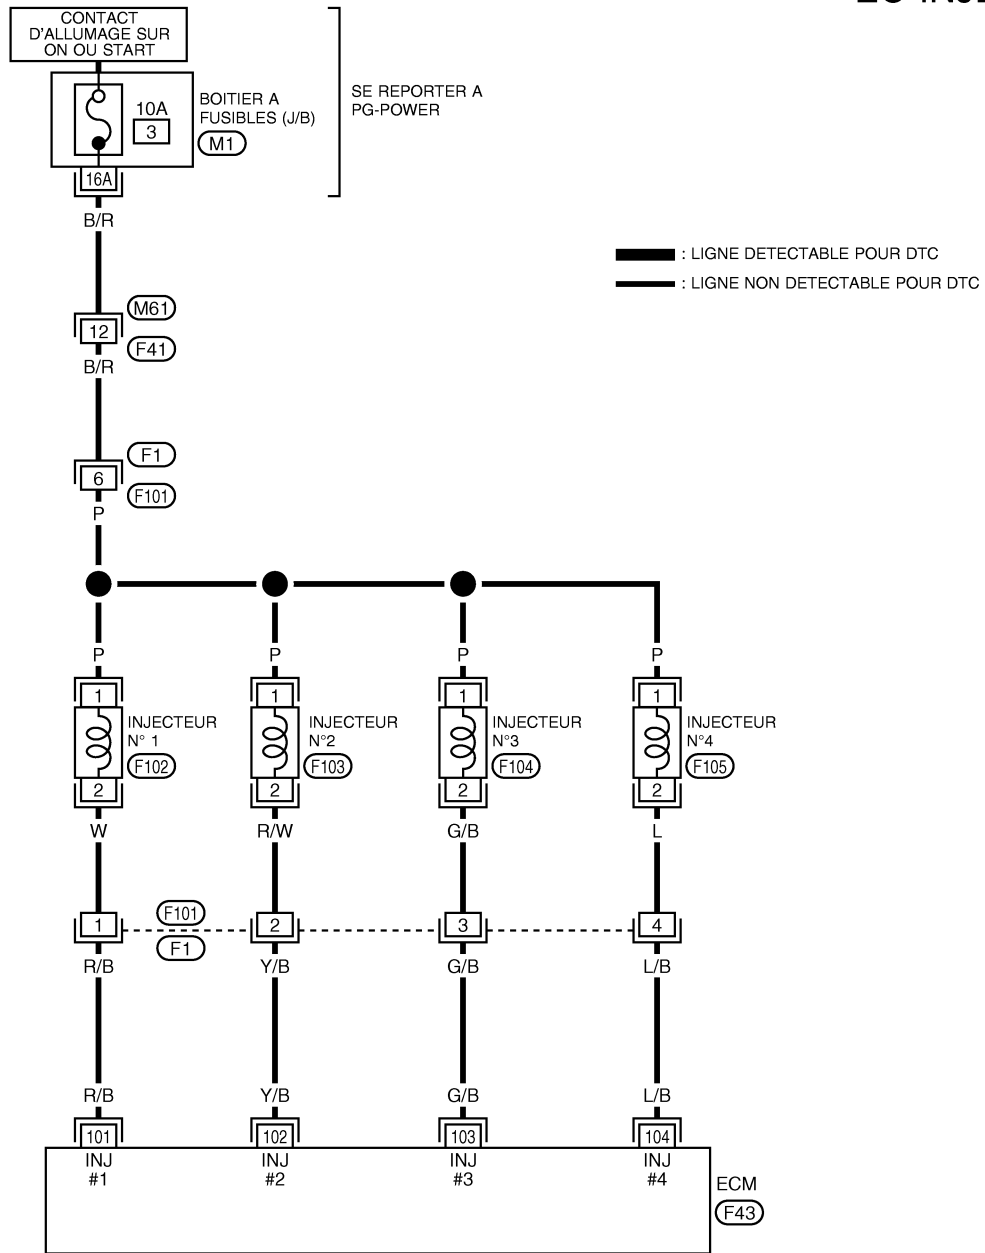 CONTACT
D'ALLUMAGE SUR
ON OU START
10A
3
BOITIER A
FUSIBLES (J/B)
M1
SE REPORTER A
PG-POWER
16A
B/R
: LIGNE DETECTABLE POUR DTC
: LIGNE NON DETECTABLE POUR DTC
M61
12
F41
B/R
F1
6
F101
P
P P P P
1 1 1 1
INJECTEUR
N° 1
F102
INJECTEUR
N°2
F103
INJECTEUR
N°3
F104
INJECTEUR
N°4
F105
2 2 2 2
W R/W G/B L
F101
1 2 3 4
F1
R/B Y/B G/B L/B
R/B Y/B G/B L/B
101 102 103 104
INJ INJ INJ INJ
#1 #2 #3 #4
ECM
F43